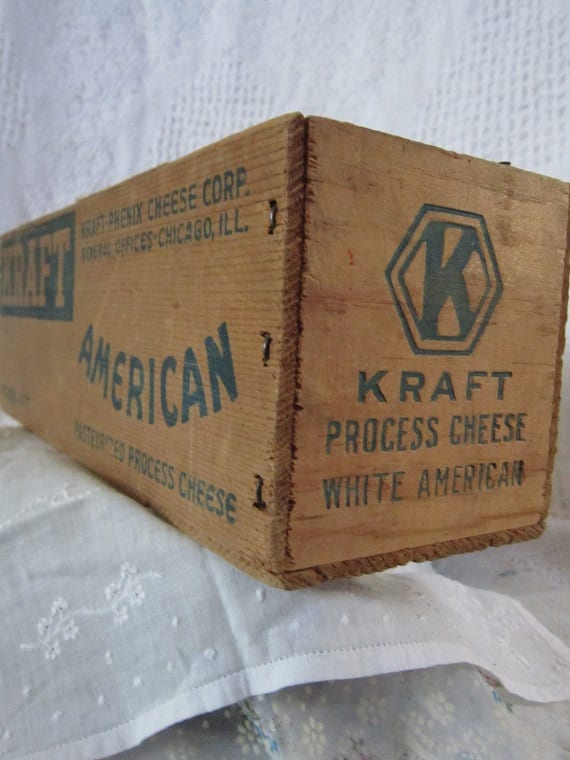 KRAFT
KRAFT-PHENIX CHEESE CORP.
GENERAL OFFICES-CHICAGO, ILL.
AMERICAN
PASTEURIZED PROCESS CHEESE
K
KRAFT
PROCESS CHEESE
WHITE AMERICAN